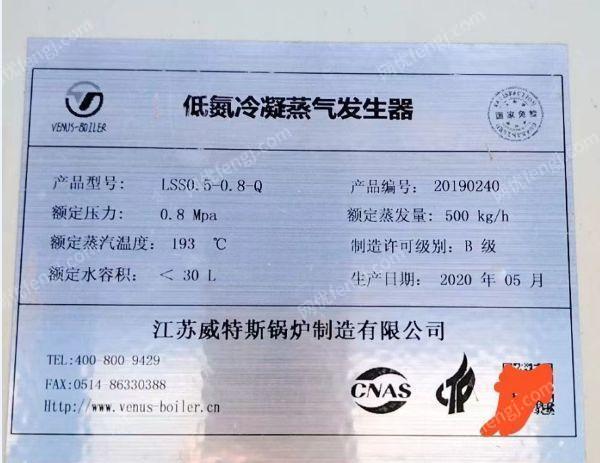 低氮冷凝蒸气发生器
VENUS-BOILER
国家免检
产品型号: LSS0.5-0.8-Q 产品编号: 20190240
额定压力: 0.8 Mpa 额定蒸发量: 500 kg/h
额定蒸汽温度: 193 ℃ 制造许可级别: B 级
额定水容积: < 30 L 生产日期: 2020 年 05 月
江苏威特斯锅炉制造有限公司
TEL:400-800-9429
FAX:0514-86330388
Http://www.venus-boiler.cn
CNAS